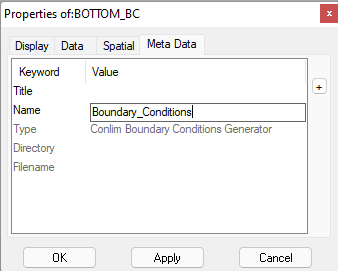 Properties of:BOTTOM_BC x
Display Data Spatial Meta Data
Keyword Value
+
Title
Name Boundary_Conditions
Type Conlim Boundary Conditions Generator
Directory
Filename
OK Apply Cancel